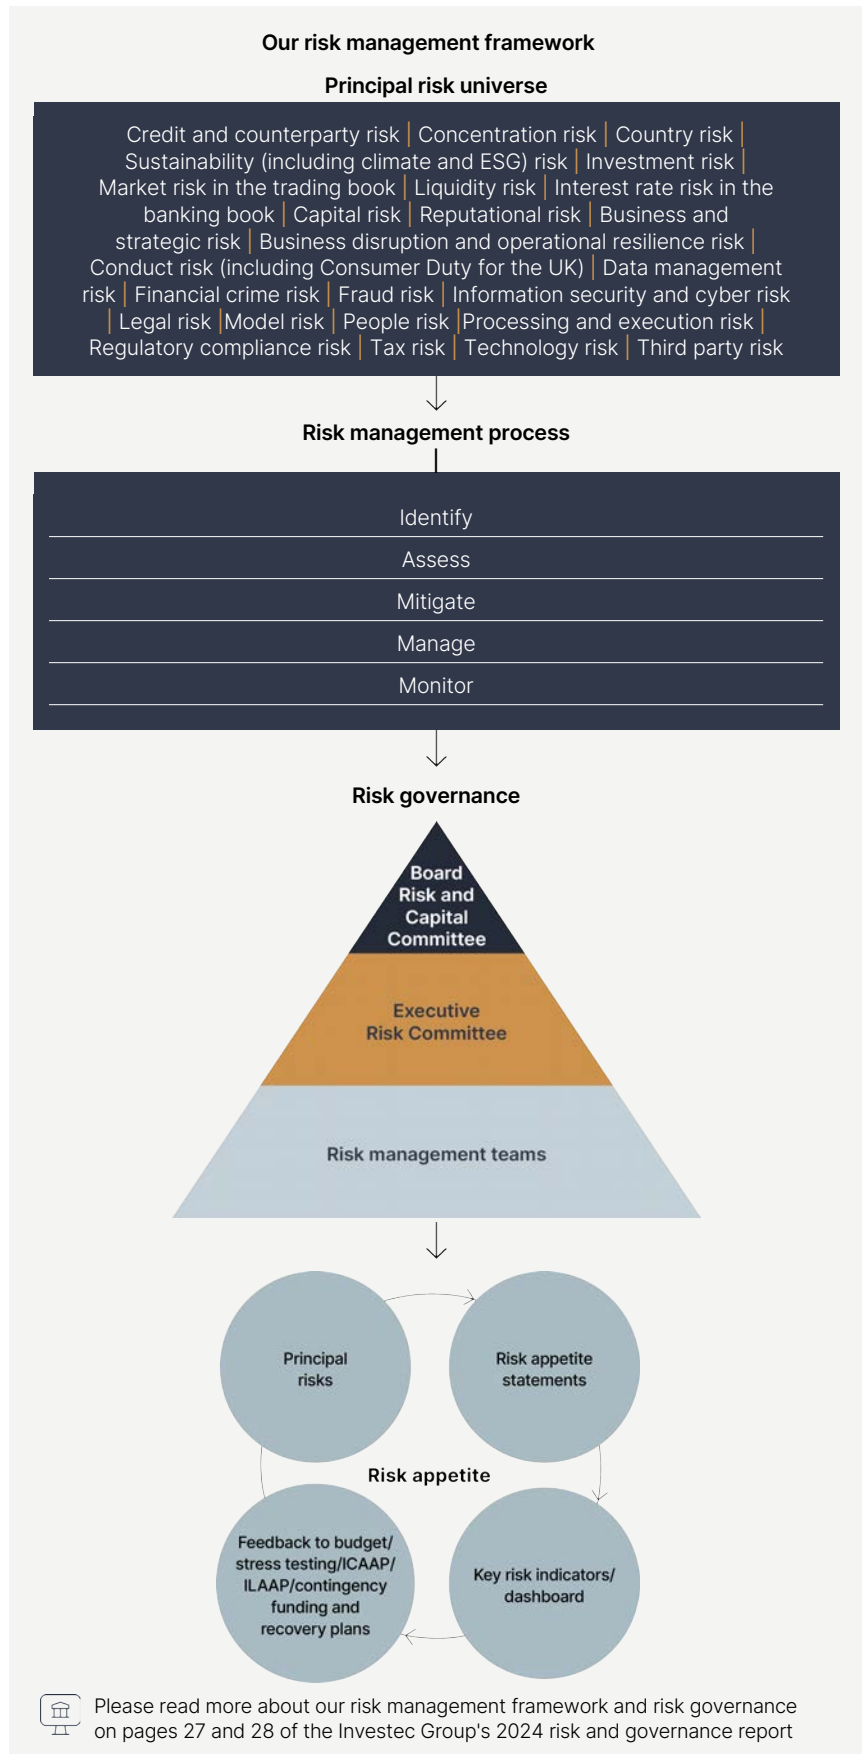 Our risk management framework
Principal risk universe
Credit and counterparty risk | Concentration risk | Country risk |
Sustainability (including climate and ESG) risk | Investment risk |
Market risk in the trading book | Liquidity risk | Interest rate risk in the
banking book | Capital risk | Reputational risk | Business and
strategic risk | Business disruption and operational resilience risk |
Conduct risk (including Consumer Duty for the UK) | Data management
risk | Financial crime risk | Fraud risk | Information security and cyber risk
| Legal risk |Model risk | People risk |Processing and execution risk |
Regulatory compliance risk | Tax risk | Technology risk | Third party risk
Risk management process
Identify
Assess
Mitigate
Manage
Monitor
Risk governance
Board
Risk and
Capital
Committee
Executive
Risk Committee
Risk management teams
Principal
risks
Risk appetite
statements
Risk appetite
Feedback to budget/
stress testing/ICAAP/
ILAAP/contingency
funding and
recovery plans
Key risk indicators/
dashboard
Please read more about our risk management framework and risk governance
on pages 27 and 28 of the Investec Group's 2024 risk and governance report